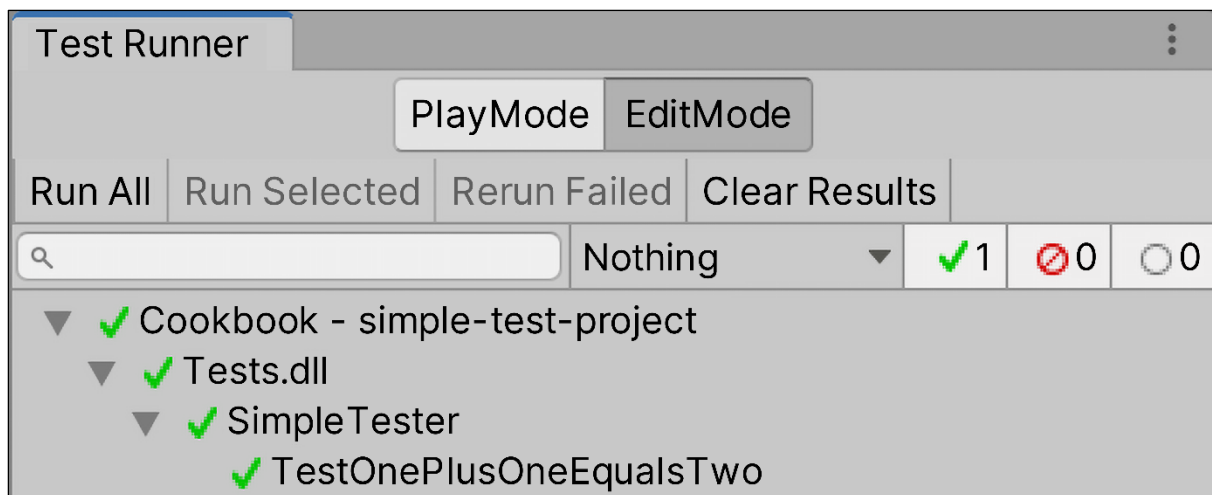 Test Runner
PlayMode EditMode
Run All Run Selected Rerun Failed Clear Results
Nothing 1 0 0
Cookbook - simple-test-project
Tests.dll
SimpleTester
TestOnePlusOneEqualsTwo